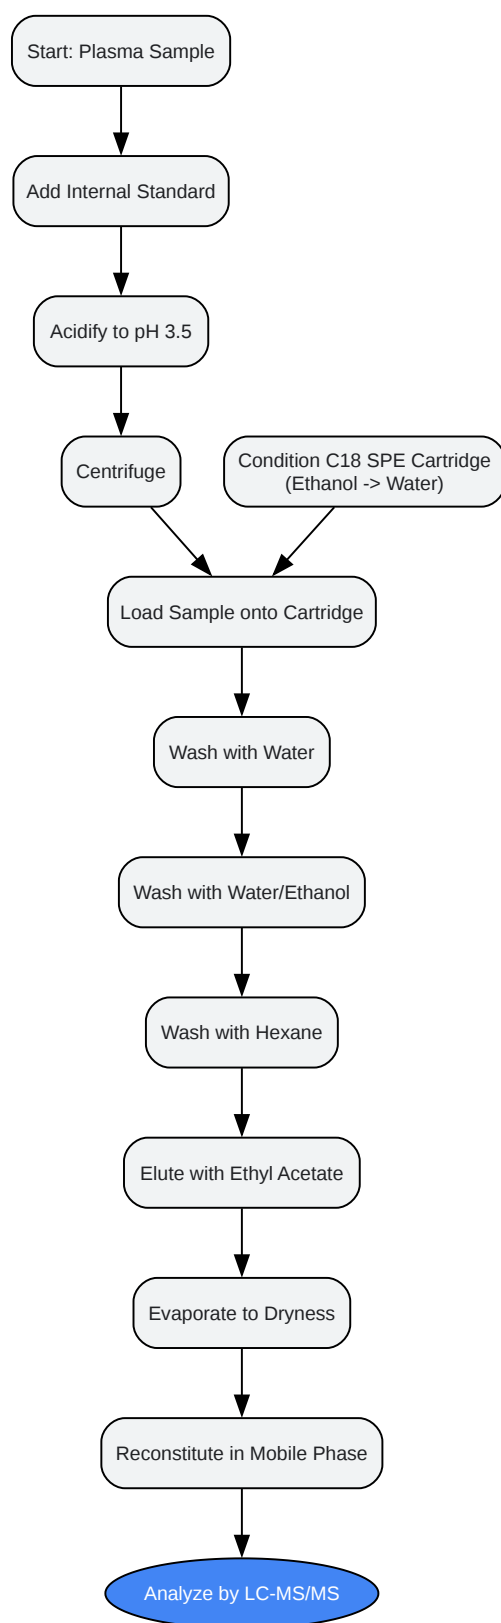 Start: Plasma Sample
Add Internal Standard
Acidify to pH 3.5
Centrifuge
Condition C18 SPE Cartridge
(Ethanol -> Water)
Load Sample onto Cartridge
Wash with Water
Wash with Water/Ethanol
Wash with Hexane
Elute with Ethyl Acetate
Evaporate to Dryness
Reconstitute in Mobile Phase
Analyze by LC-MS/MS